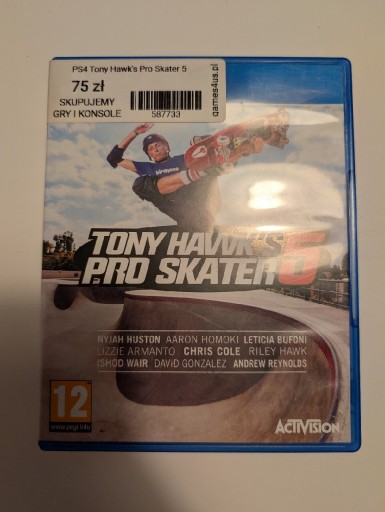 PS4 Tony Hawk's Pro Skater 5
75 zł
SKUPUJEMY
GRY I KONSOLE
587733
games4us.pl
birdhouse
TONY HAWK'S
PRO SKATER 5
NYJAH HUSTON AARON HOMOKI LETICIA BUFONI
LIZZIE ARMANTO CHRIS COLE RILEY HAWK
ISHOD WAIR DAVID GONZALEZ ANDREW REYNOLDS
12
www.pegi.info
ACTIVISION